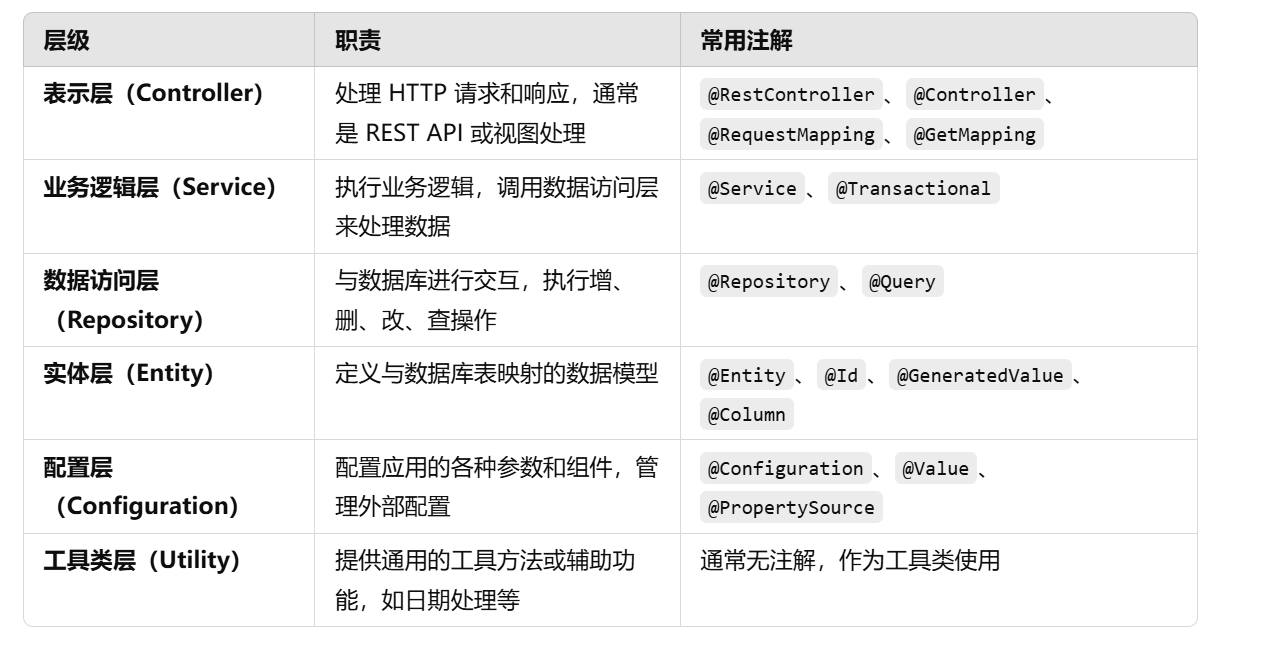 层级 职责 常用注解
表示层（Controller） 处理 HTTP 请求和响应，通常 @RestController、@Controller、
是 REST API 或视图处理 @RequestMapping、@GetMapping
业务逻辑层（Service） 执行业务逻辑，调用数据访问层 @Service、@Transactional
来处理数据
数据访问层 与数据库进行交互，执行增、 @Repository、@Query
（Repository） 删、改、查操作
实体层（Entity） 定义与数据库表映射的数据模型 @Entity、@Id、@GeneratedValue、
@Column
配置层 配置应用的各种参数和组件，管 @Configuration、@Value、
（Configuration） 理外部配置 @PropertySource
工具类层（Utility） 提供通用的工具方法或辅助功 通常无注解，作为工具类使用
能，如日期处理等